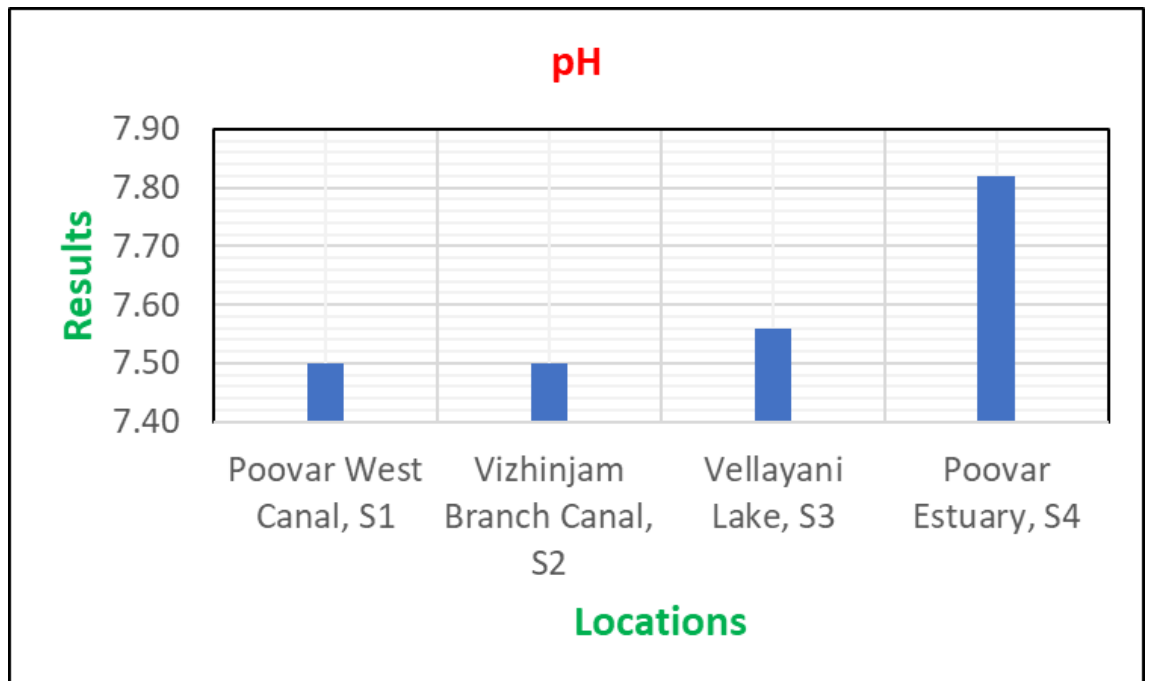 pH
7.90
7.80
7.70
7.60
7.50
7.40
Results
Poovar West
Canal, S1
Vizhinjam
Branch Canal,
S2
Vellayani
Lake, S3
Poovar
Estuary, S4
Locations